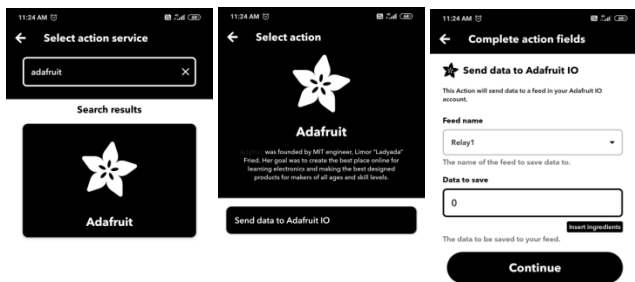 11:24 AM
Select action service
adafruit
Search results
Adafruit
11:24 AM
Select action
Adafruit
Adafruit was founded by MIT engineer, Limor "Ladyada"
Fried. Her goal was to create the best place online for
learning electronics and making the best designed
products for makers of all ages and skill levels.
Send data to Adafruit IO
11:24 AM
Complete action fields
Send data to Adafruit IO
This Action will send data to a feed in your Adafruit IO
account.
Feed name
Relay1
The name of the feed to save data to.
Data to save
0
Insert Ingredients
The data to be saved to your feed.
Continue